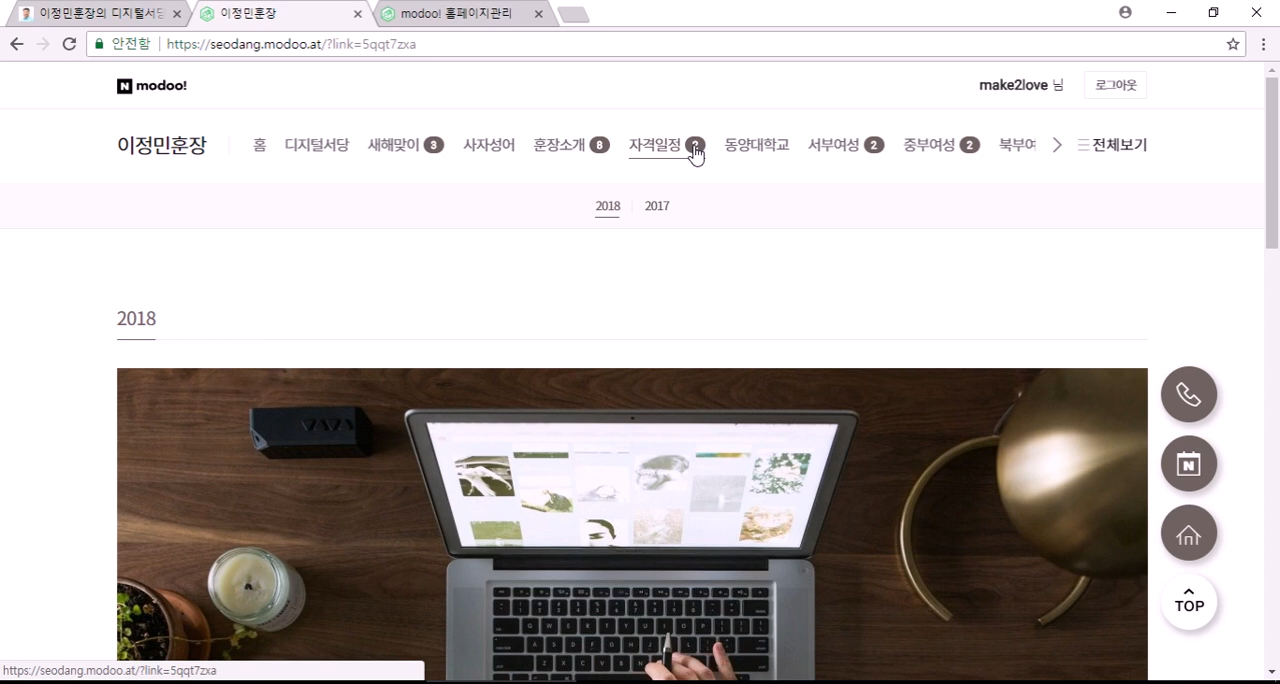 이정민훈장의 디지털서당
이정민훈장
modoo! 홈페이지관리
안전함
https://seodang.modoo.at/?link=5qqt7zxa
N modoo!
make2love 님
로그아웃
이정민훈장
홈
디지털서당
새해맞이 3
사자성어
훈장소개 8
자격일정
동양대학교
서부여성 2
중부여성 2
북부여
전체보기
2018
2017
2018
N
TOP
https://seodang.modoo.at/?link=5qqt7zxa